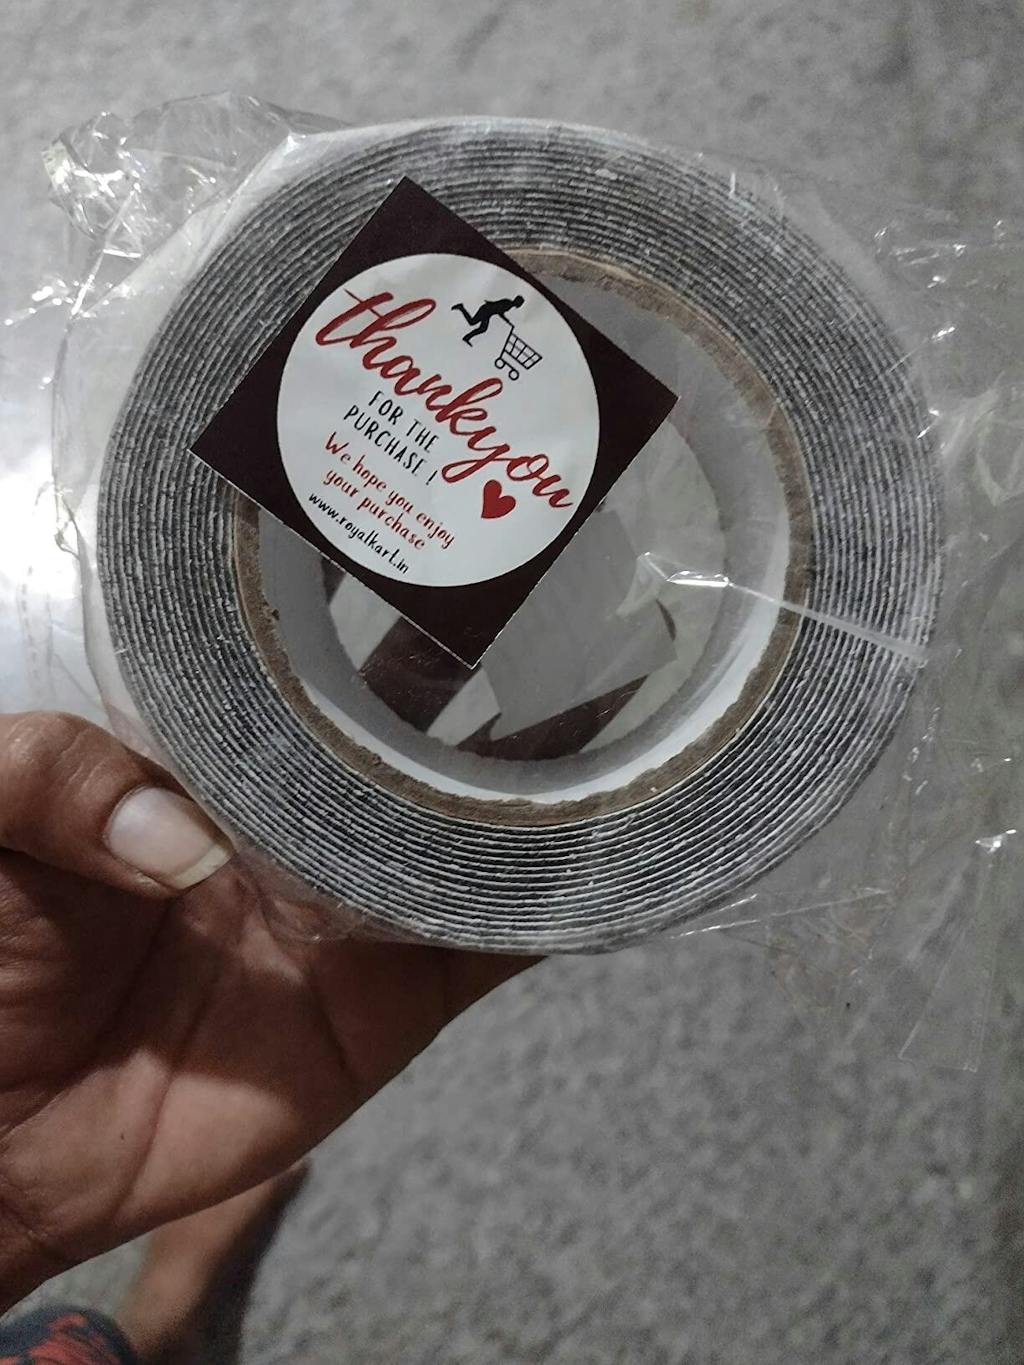 thankyou
FOR THE
PURCHASE !
We hope you enjoy
your purchase
www.royalkart.in